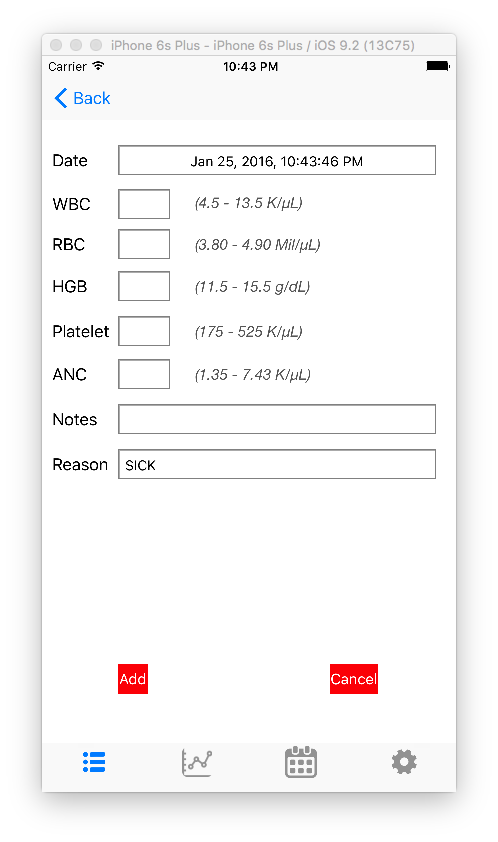 iPhone 6s Plus - iPhone 6s Plus / iOS 9.2 (13C75)
Carrier 10:43 PM
Back
Date Jan 25, 2016, 10:43:46 PM
WBC (4.5 - 13.5 K/µL)
RBC (3.80 - 4.90 Mil/µL)
HGB (11.5 - 15.5 g/dL)
Platelet (175 - 525 K/µL)
ANC (1.35 - 7.43 K/µL)
Notes
Reason SICK
Add Cancel